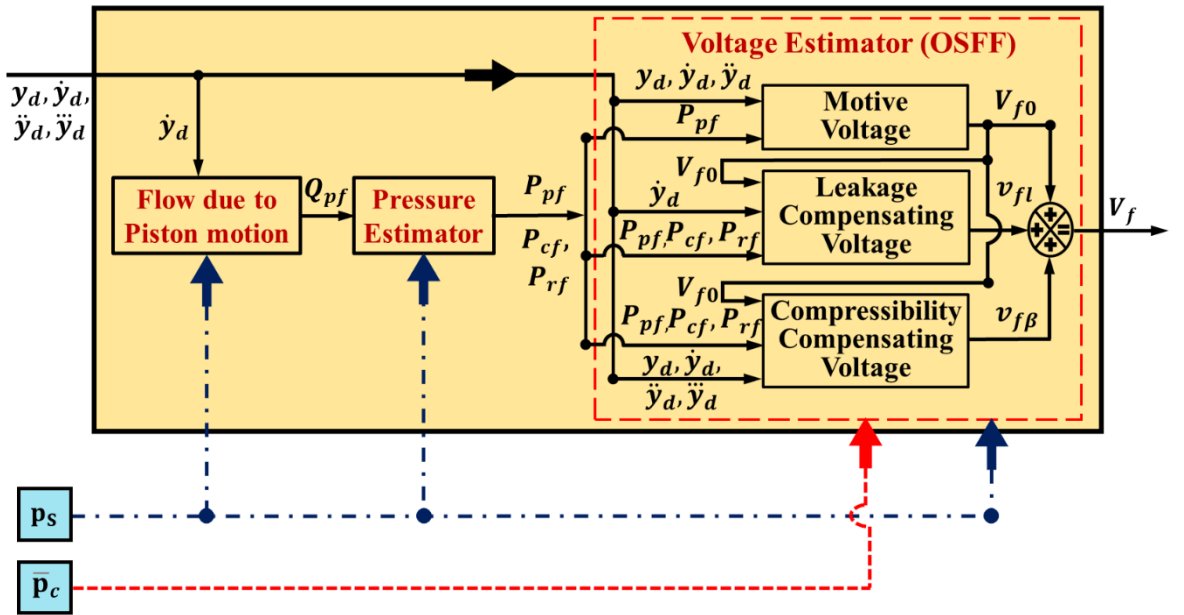 Voltage Estimator (OSFF)
y_d, ẏ_d,
ÿ_d, y⃛_d
ẏ_d
y_d, ẏ_d, ÿ_d
P_pf
Motive
Voltage
V_f0
Flow due to
Piston motion
Q_pf
Pressure
Estimator
P_pf
P_cf,
P_rf
V_f0
ẏ_d
P_pf, P_cf, P_rf
Leakage
Compensating
Voltage
v_fl
V_f
V_f0
P_pf, P_cf, P_rf
y_d, ẏ_d,
ÿ_d, y⃛_d
Compressibility
Compensating
Voltage
v_fβ
+
+ =
+
p_S
p̅_c